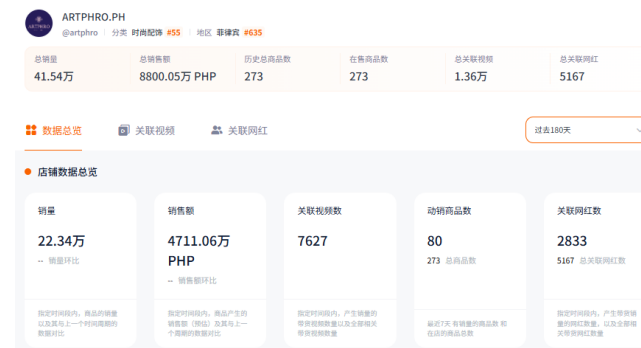 ARTPHRO
ARTPHRO.PH
@artphro 分类 时尚配饰 #55 地区 菲律宾 #635
总销量 总销售额 历史总商品数 在售商品数 总关联视频 总关联网红
41.54万 8800.05万 PHP 273 273 1.36万 5167
数据总览 关联视频 关联网红 过去180天
店铺数据总览
销量 销售额 关联视频数 动销商品数 关联网红数
22.34万 4711.06万 PHP 7627 80 2833
-- 销量环比 -- 销售额环比 273 总商品数 5167 总关联网红数
指定时间段内，商品的销量
以及其与上一个时间周期的
数据对比
指定时间段内，商品产生的
销售额（预估）及其与上一
个周期的数据对比
指定时间段内，产生销量的
带货视频数量以及全部相关
带货视频数量
最近7天 有销量的商品数 和
在店的商品总数
指定时间段内，产生带货销
量的网红数量，以及全部相
关带货网红数量